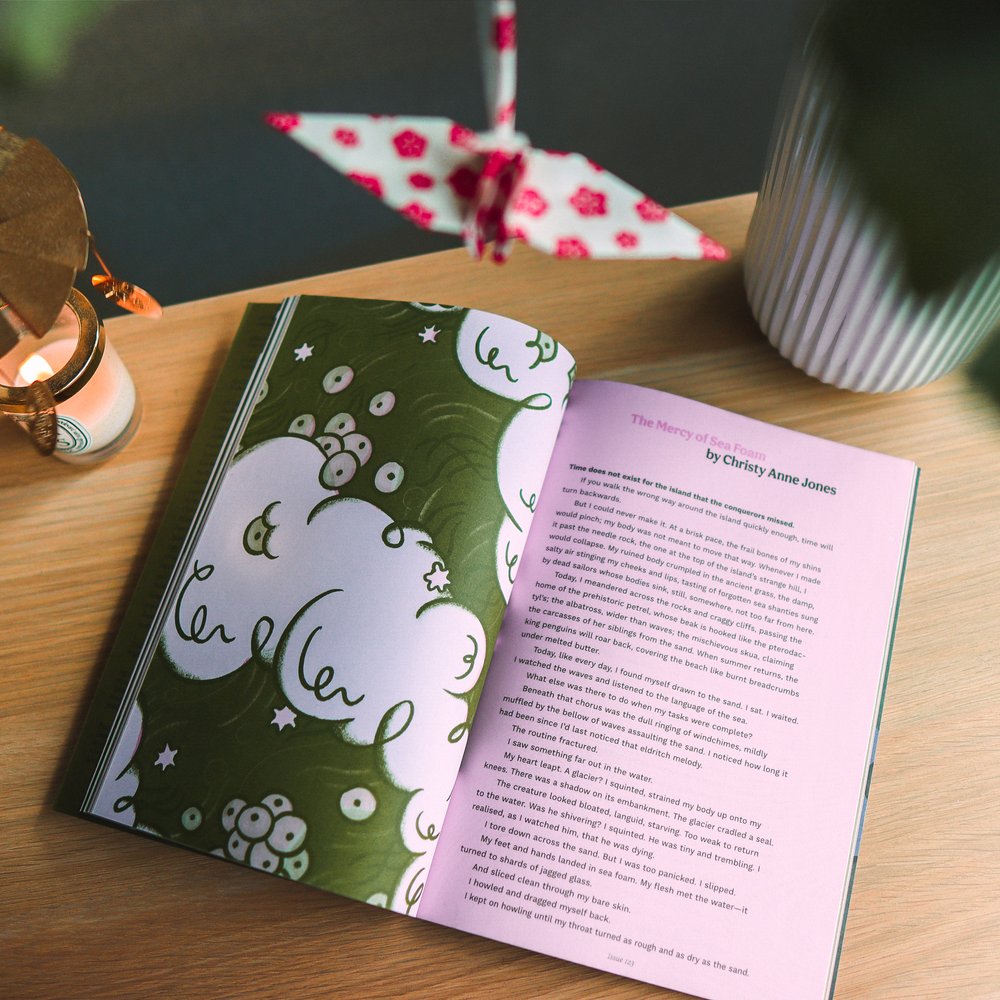 The Mercy of Sea Foam
by Christy Anne Jones
Time does not exist for the island that the conquerors missed.
If you walk the wrong way around the island quickly enough, time will
turn backwards.
But I could never make it. At a brisk pace, the frail bones of my shins
would pinch; my body was not meant to move that way. Whenever I made
it past the needle rock, the one at the top of the island's strange hill, I
would collapse. My ruined body crumpled in the ancient grass, the damp,
salty air stinging my cheeks and lips, tasting of forgotten sea shanties sung
by dead sailors whose bodies sink, still, somewhere, not too far from here.
Today, I meandered across the rocks and craggy cliffs, passing the
home of the prehistoric petrel, whose beak is hooked like the pterodac-
tyl's; the albatross, wider than waves; the mischievous skua, claiming
the carcasses of her siblings from the sand. When summer returns, the
king penguins will roar back, covering the beach like burnt breadcrumbs
under melted butter.
Today, like every day, I found myself drawn to the sand. I sat. I waited.
I watched the waves and listened to the language of the sea.
What else was there to do when my tasks were complete?
Beneath that chorus was the dull ringing of windchimes, mildly
muffled by the bellow of waves assaulting the sand. I noticed how long it
had been since I'd last noticed that eldritch melody.
The routine fractured.
I saw something far out in the water.
My heart leapt. A glacier? I squinted, strained my body up onto my
knees. There was a shadow on its embankment. The glacier cradled a seal.
The creature looked bloated, languid, starving. Too weak to return
to the water. Was he shivering? I squinted. He was tiny and trembling. I
realised, as I watched him, that he was dying.
I tore down across the sand. But I was too panicked. I slipped.
My feet and hands landed in sea foam. My flesh met the water—it
turned to shards of jagged glass.
And sliced clean through my bare skin.
I howled and dragged myself back.
I kept on howling until my throat turned as rough and as dry as the sand.
Issue 123